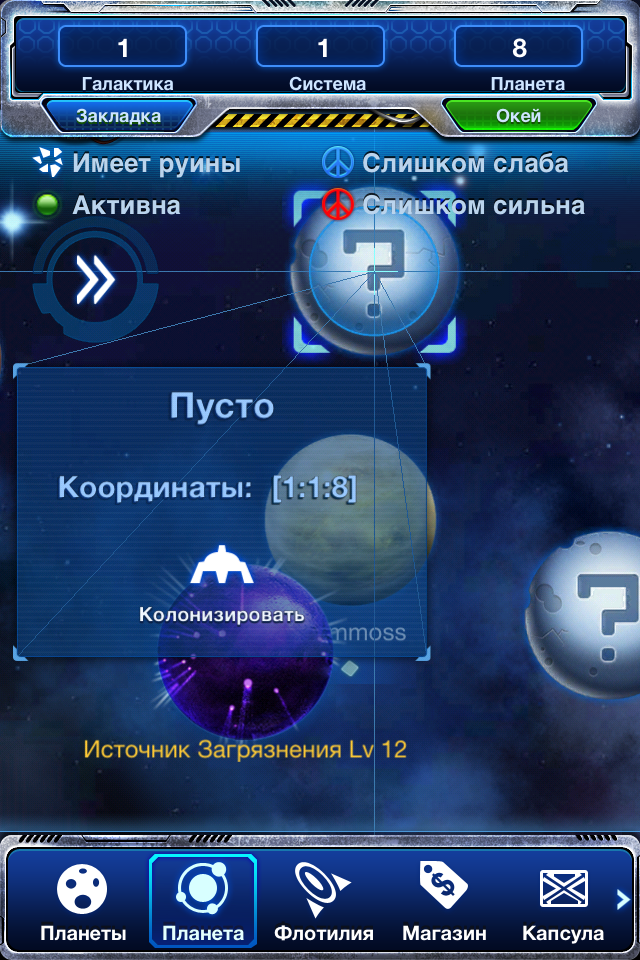 1 1 8
Галактика Система Планета
Закладка Окей
Имеет руины Слишком слаба
Активна Слишком сильна
?
Пусто
Координаты: [1:1:8]
?
Колонизировать
mmoss
Источник Загрязнения Lv 12
Планеты Планета Флотилия Магазин Капсула